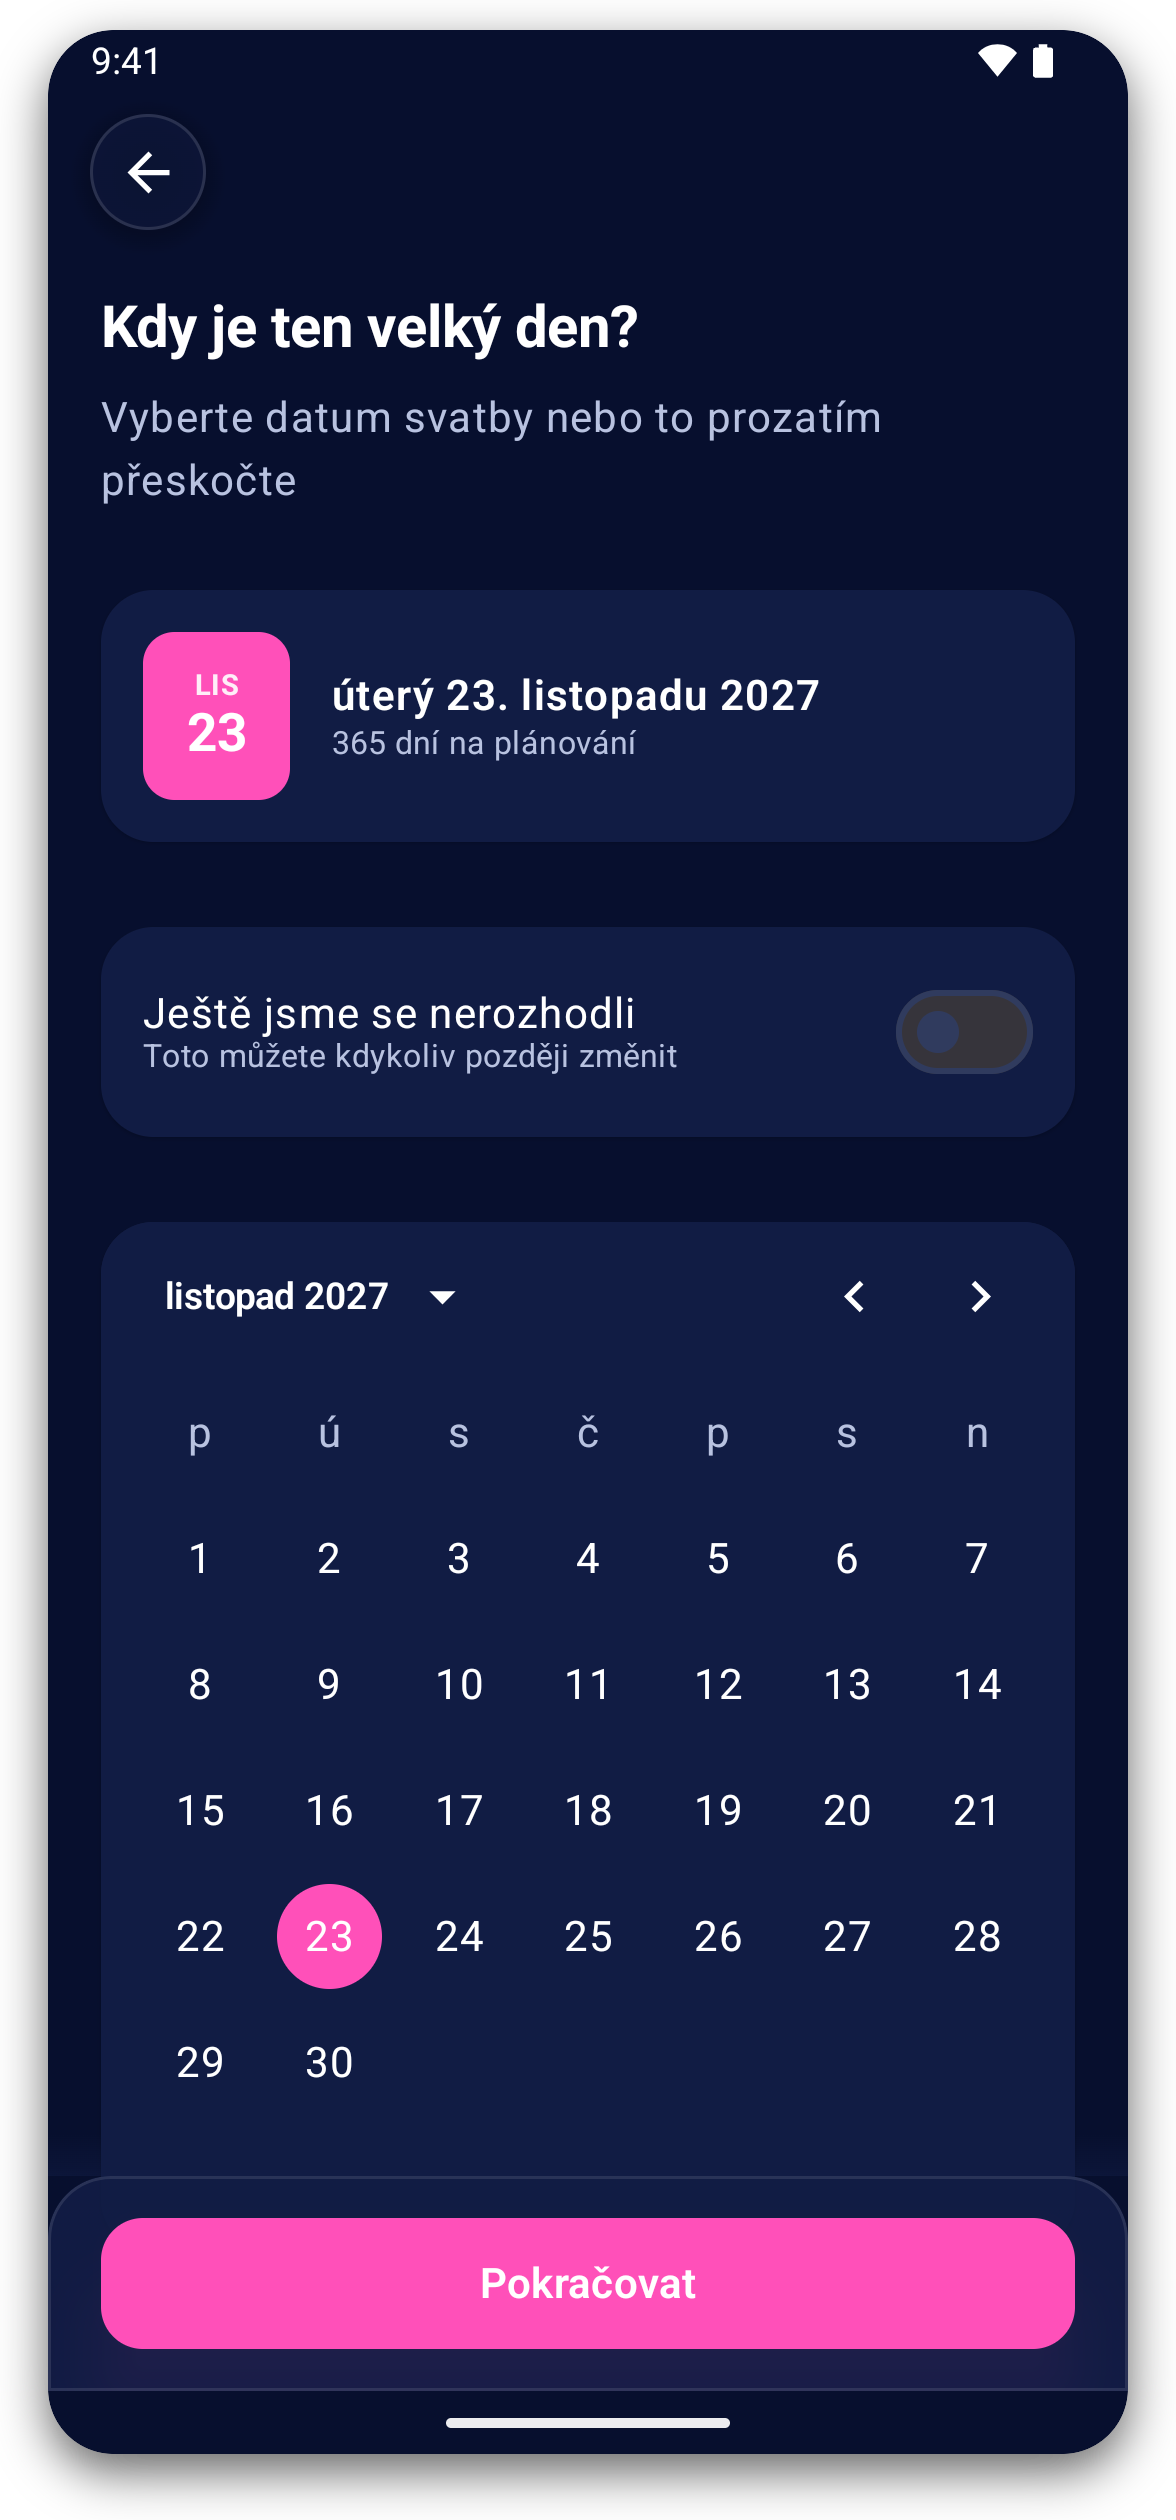 9:41
Kdy je ten velký den?
Vyberte datum svatby nebo to prozatím
přeskočte
LIS
23
úterý 23. listopadu 2027
365 dní na plánování
Ještě jsme se nerozhodli
Toto můžete kdykoliv později změnit
listopad 2027
p ú s č p s n
1 2 3 4 5 6 7
8 9 10 11 12 13 14
15 16 17 18 19 20 21
22 23 24 25 26 27 28
29 30
Pokračovat